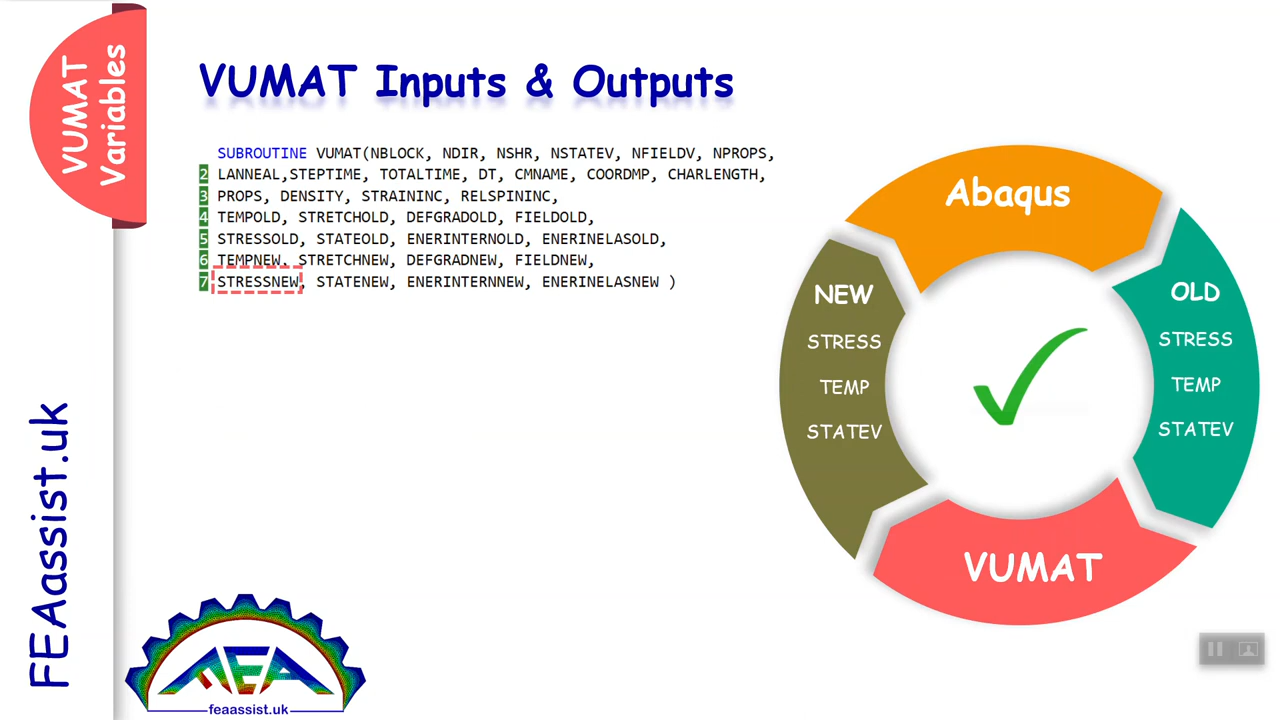 VUMAT
Variables
VUMAT Inputs & Outputs
SUBROUTINE VUMAT(NBLOCK, NDIR, NSHR, NSTATEV, NFIELDV, NPROPS,
2 LANNEAL,STEPTIME, TOTALTIME, DT, CMNAME, COORDMP, CHARLENGTH,
3 PROPS, DENSITY, STRAININC, RELSPININC,
4 TEMPOLD, STRETCHOLD, DEFGRADOLD, FIELDOLD,
5 STRESSOLD, STATEOLD, ENERINTERNOLD, ENERINELASOLD,
6 TEMPNEW, STRETCHNEW, DEFGRADNEW, FIELDNEW,
7 STRESSNEW, STATENEW, ENERINTERNNEW, ENERINELASNEW )
Abaqus
OLD
STRESS
TEMP
STATEV
VUMAT
NEW
STRESS
TEMP
STATEV
FEAassist.uk
FEA
feaassist.uk